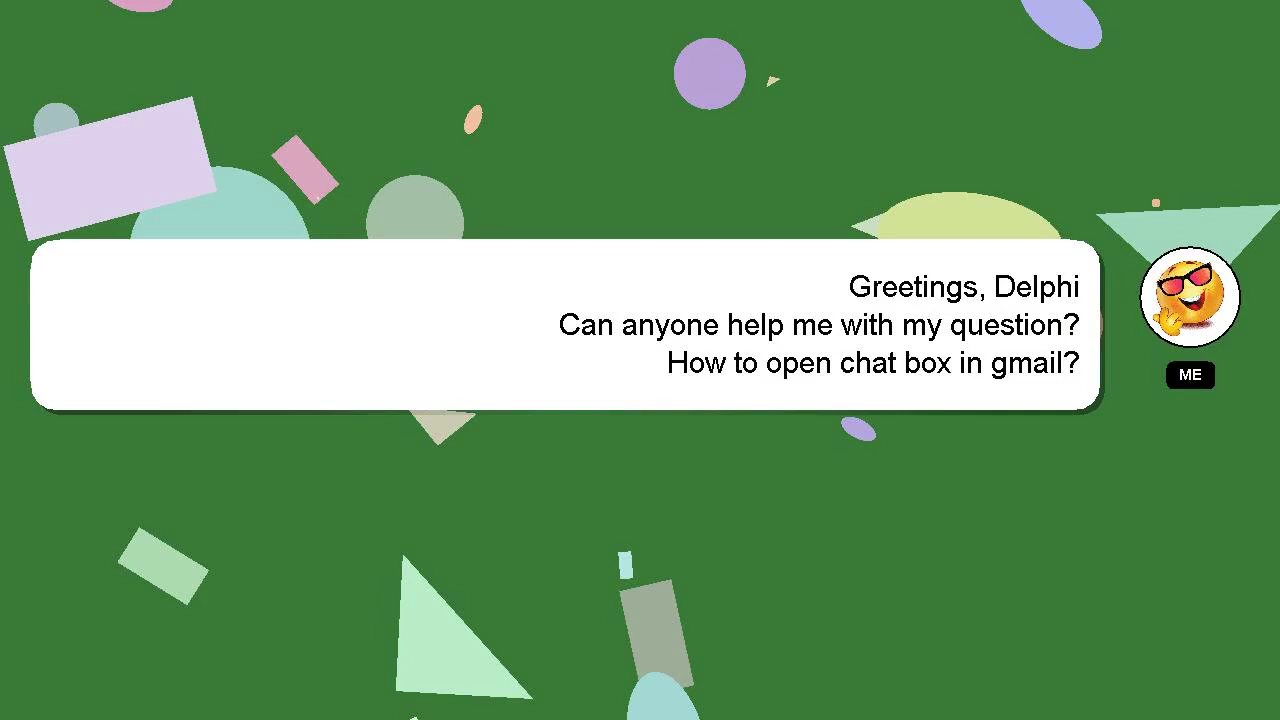 Greetings, Delphi
Can anyone help me with my question?
How to open chat box in gmail?
ME